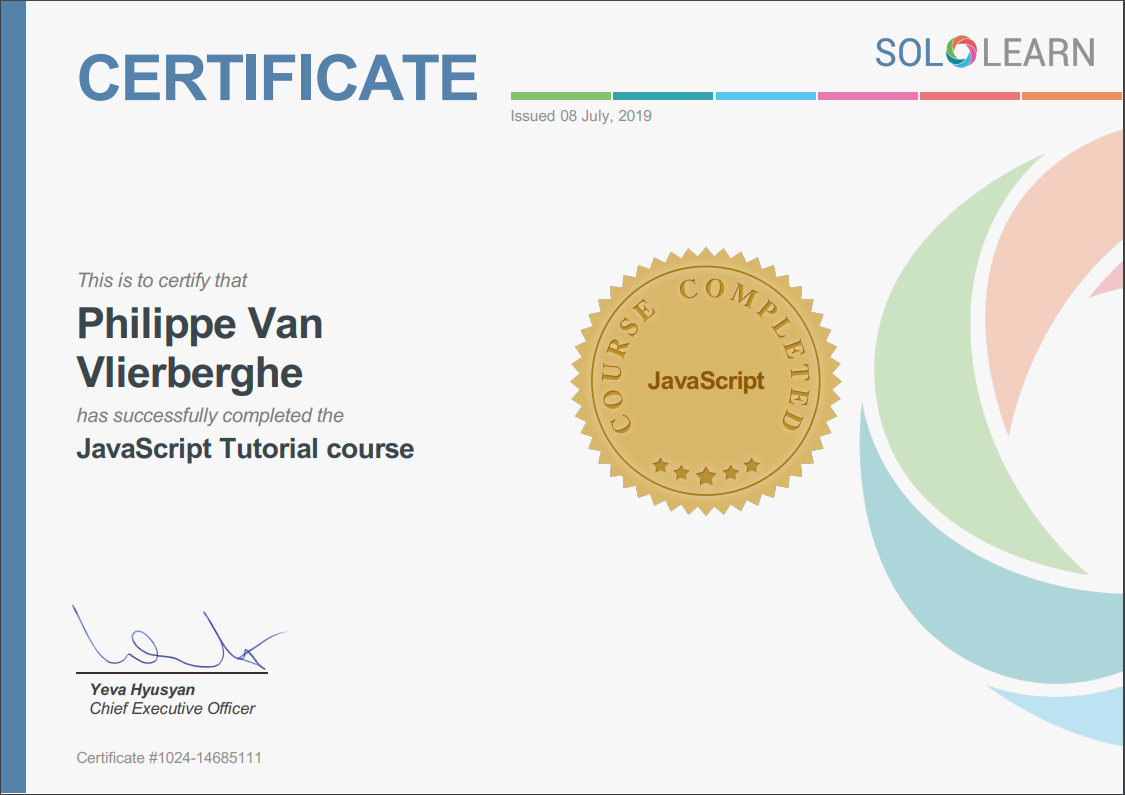 CERTIFICATE
SOLOLEARN
Issued 08 July, 2019
This is to certify that
Philippe Van
Vlierberghe
has successfully completed the
JavaScript Tutorial course
COURSE COMPLETED
JavaScript
Yeva Hyusyan
Chief Executive Officer
Certificate #1024-14685111